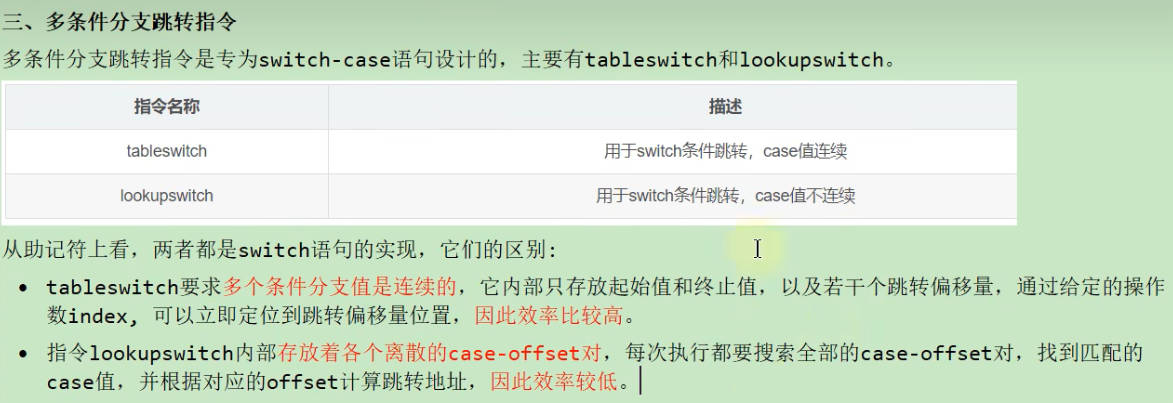 三、多条件分支跳转指令
多条件分支跳转指令是专为switch-case语句设计的，主要有tableswitch和lookupswitch。
指令名称 描述
tableswitch 用于switch条件跳转，case值连续
lookupswitch 用于switch条件跳转，case值不连续
从助记符上看，两者都是switch语句的实现，它们的区别:
• tableswitch要求多个条件分支值是连续的，它内部只存放起始值和终止值，以及若干个跳转偏移量，通过给定的操作
数index, 可以立即定位到跳转偏移量位置，因此效率比较高。
• 指令lookupswitch内部存放着各个离散的case-offset对，每次执行都要搜索全部的case-offset对，找到匹配的
case值，并根据对应的offset计算跳转地址，因此效率较低。